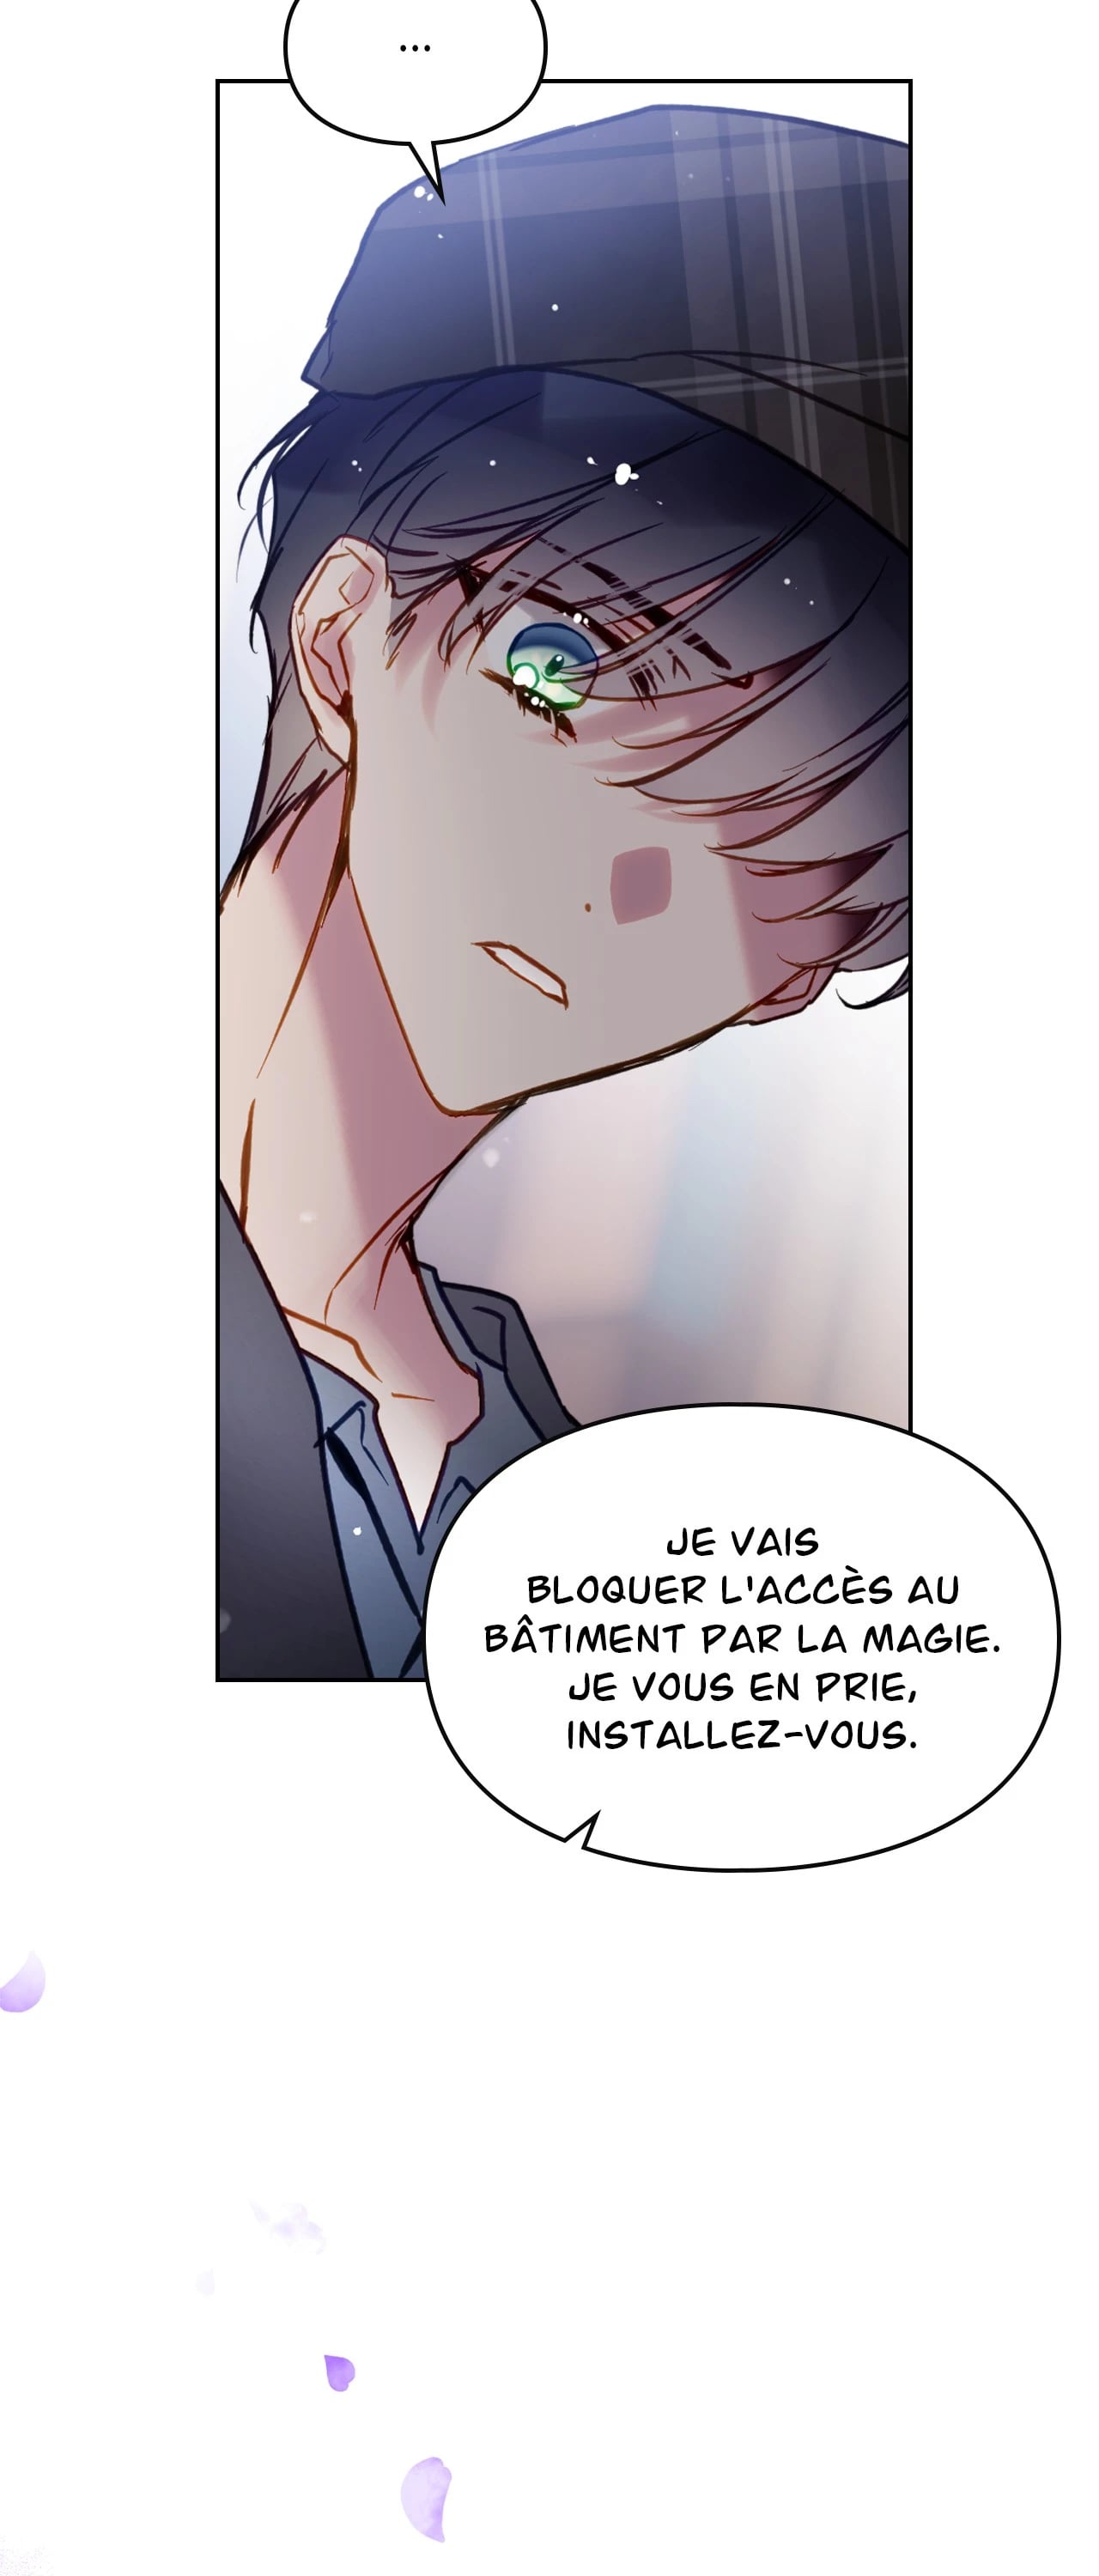 ...
JE VAIS
BLOQUER L'ACCÈS AU
BÂTIMENT PAR LA MAGIE.
JE VOUS EN PRIE,
INSTALLEZ-VOUS.